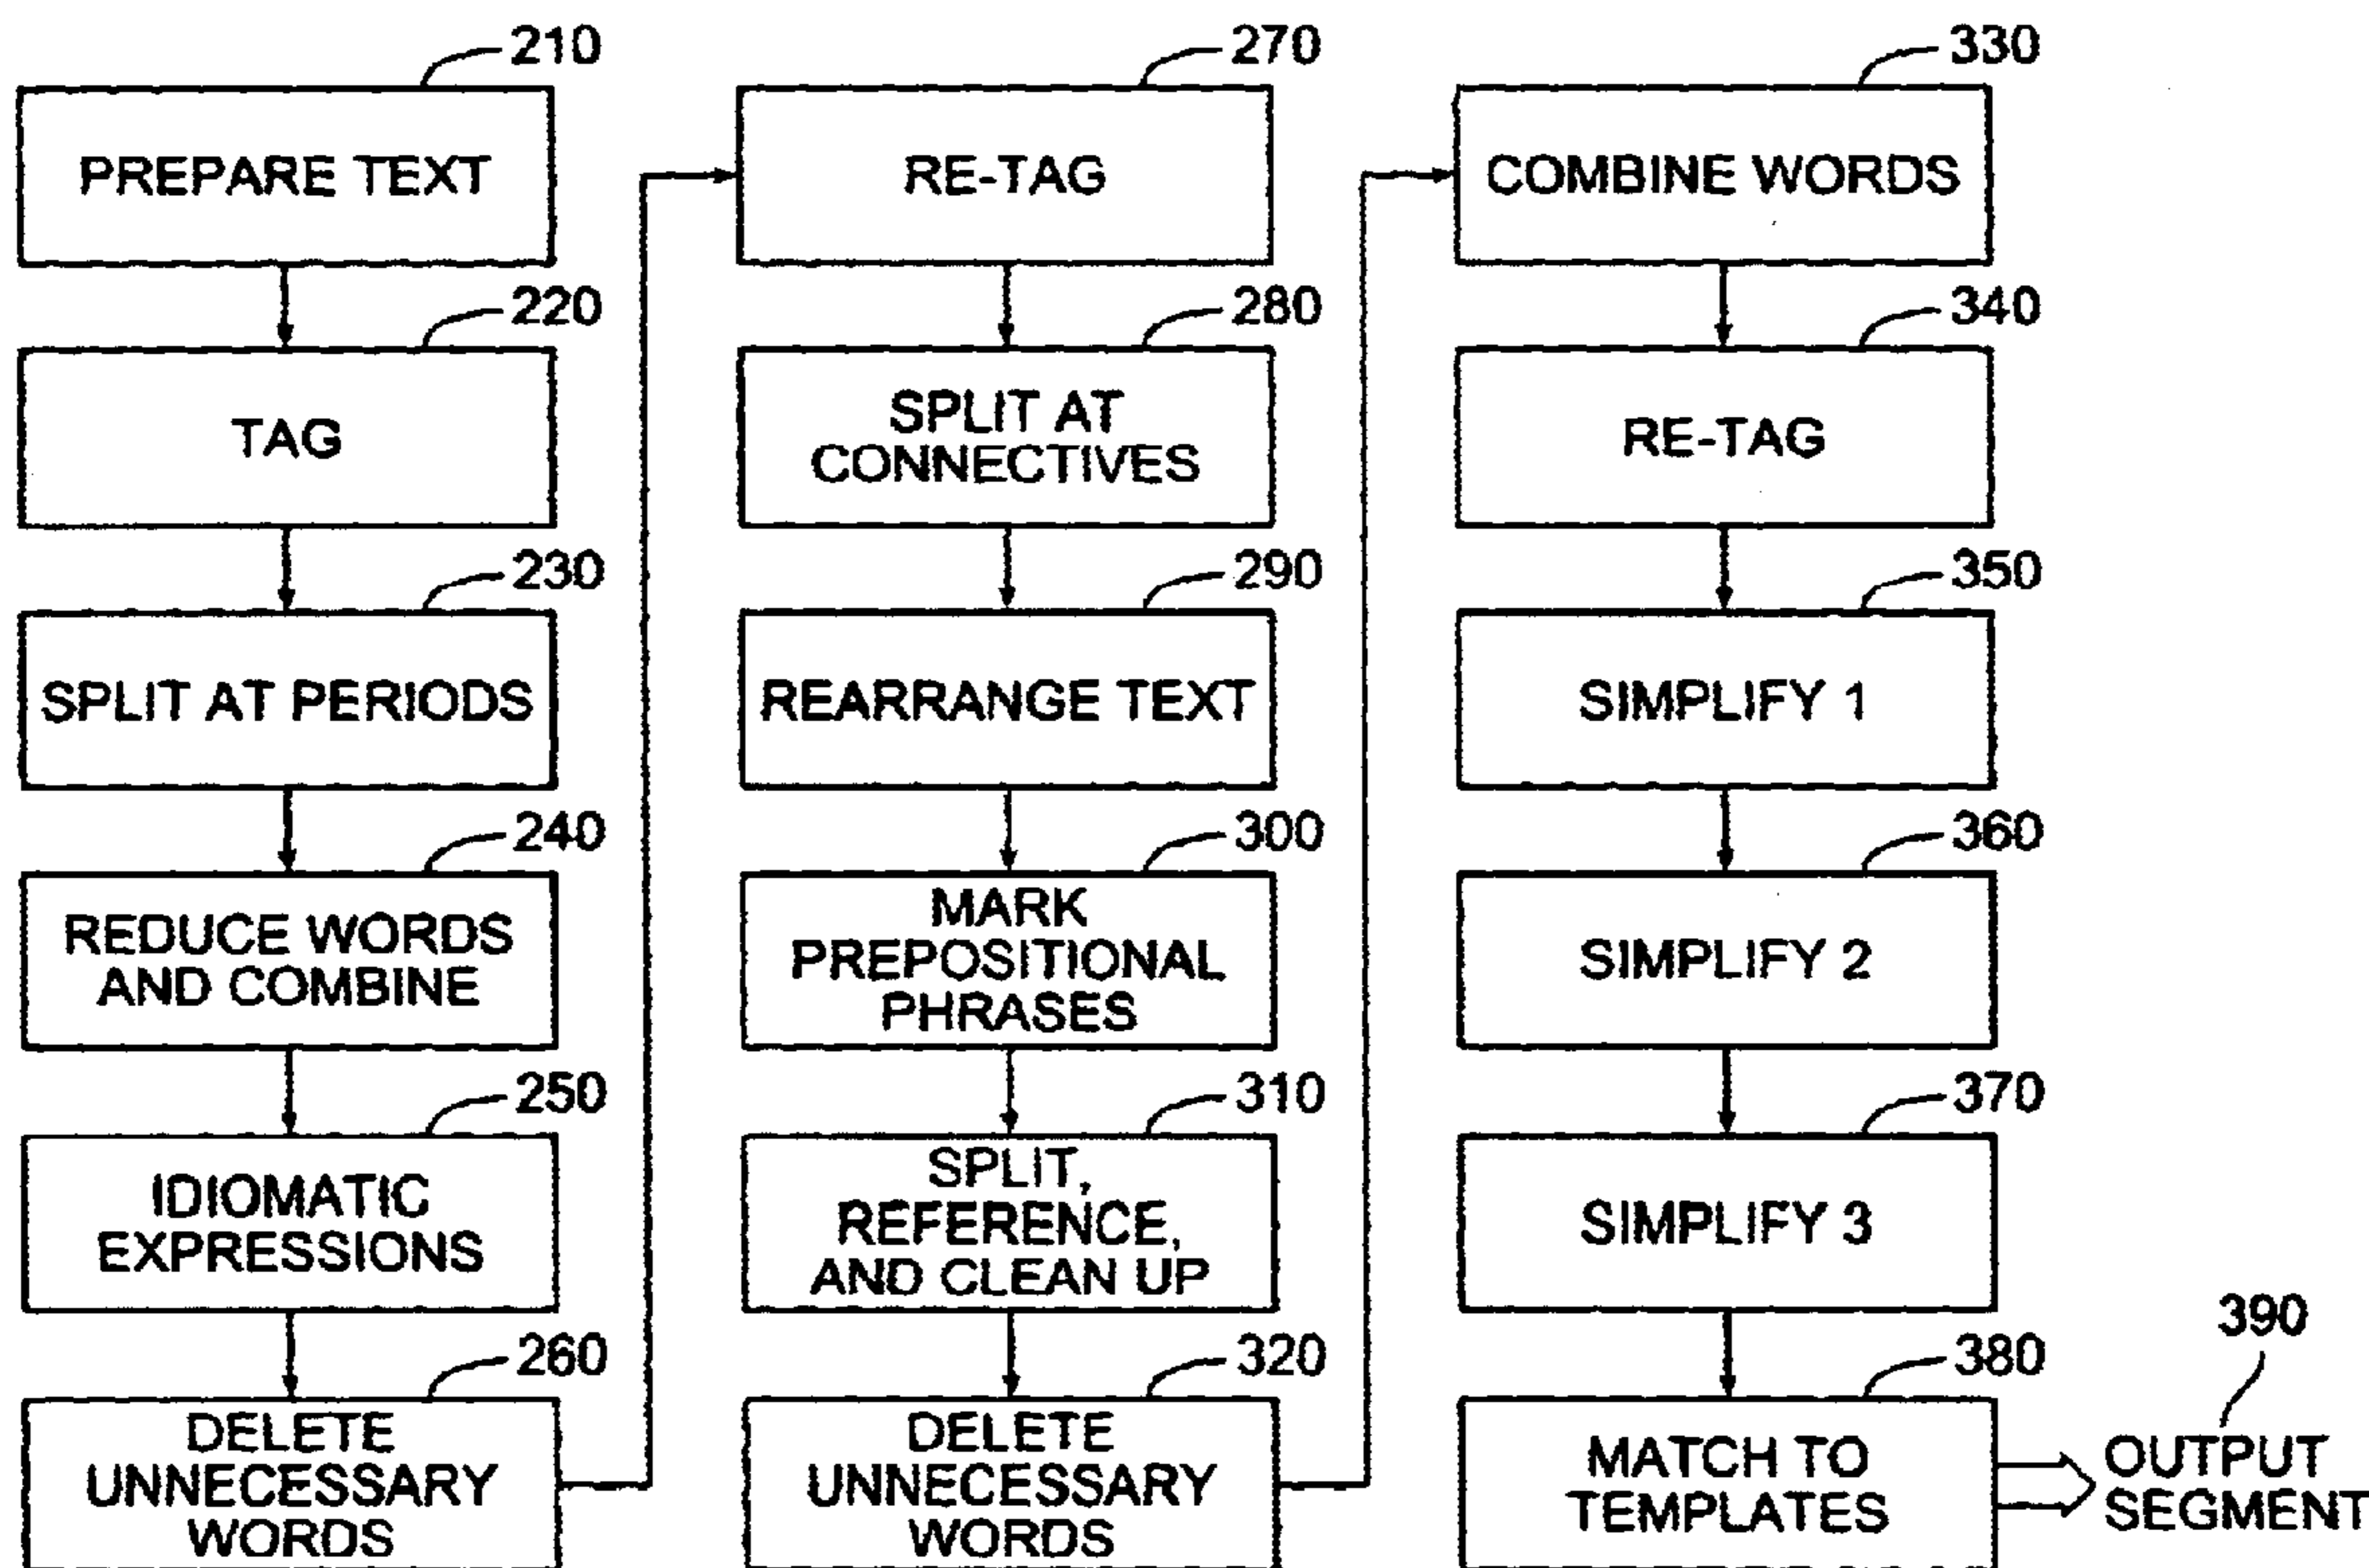 210
PREPARE TEXT
220
TAG
230
SPLIT AT PERIODS
240
REDUCE WORDS
AND COMBINE
250
IDIOMATIC
EXPRESSIONS
260
DELETE
UNNECESSARY
WORDS
270
RE-TAG
280
SPLIT AT
CONNECTIVES
290
REARRANGE TEXT
300
MARK
PREPOSITIONAL
PHRASES
310
SPLIT,
REFERENCE,
AND CLEAN UP
320
DELETE
UNNECESSARY
WORDS
330
COMBINE WORDS
340
RE-TAG
350
SIMPLIFY 1
360
SIMPLIFY 2
370
SIMPLIFY 3
380
MATCH TO
TEMPLATES
390
OUTPUT
SEGMENT